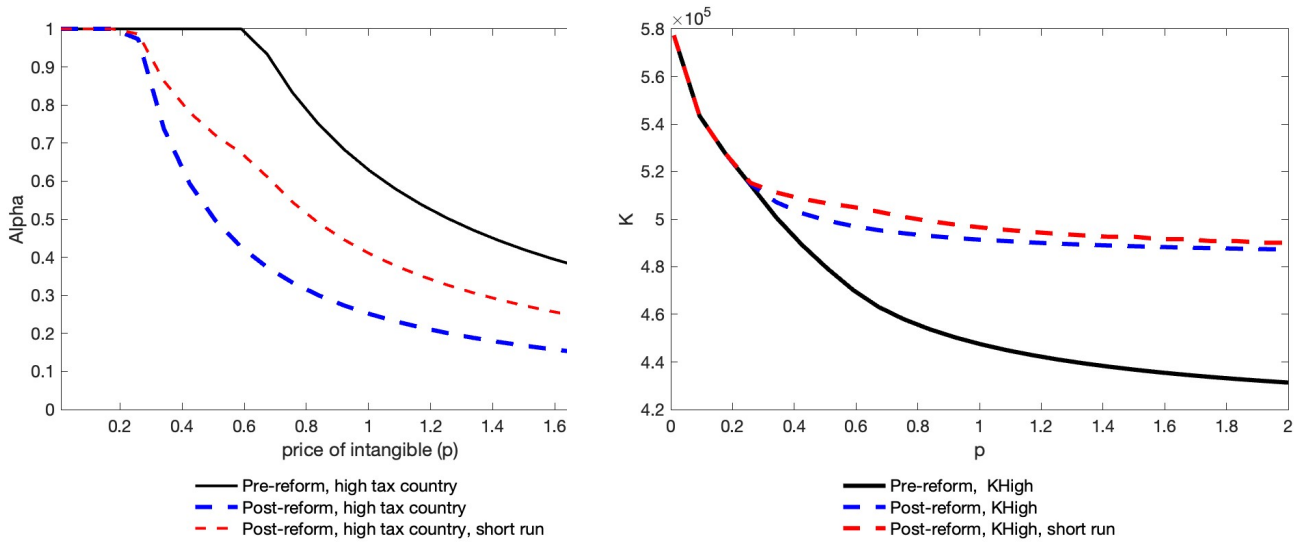 1
0.9
0.8
0.7
0.6
0.5
0.4
0.3
0.2
0.1
0
Alpha
0.2 0.4 0.6 0.8 1 1.2 1.4 1.6
price of intangible (p)
Pre-reform, high tax country
Post-reform, high tax country
Post-reform, high tax country, short run
×10⁵
5.8
5.6
5.4
5.2
5
4.8
4.6
4.4
4.2
K
0 0.2 0.4 0.6 0.8 1 1.2 1.4 1.6 1.8 2
p
Pre-reform, KHigh
Post-reform, KHigh
Post-reform, KHigh, short run